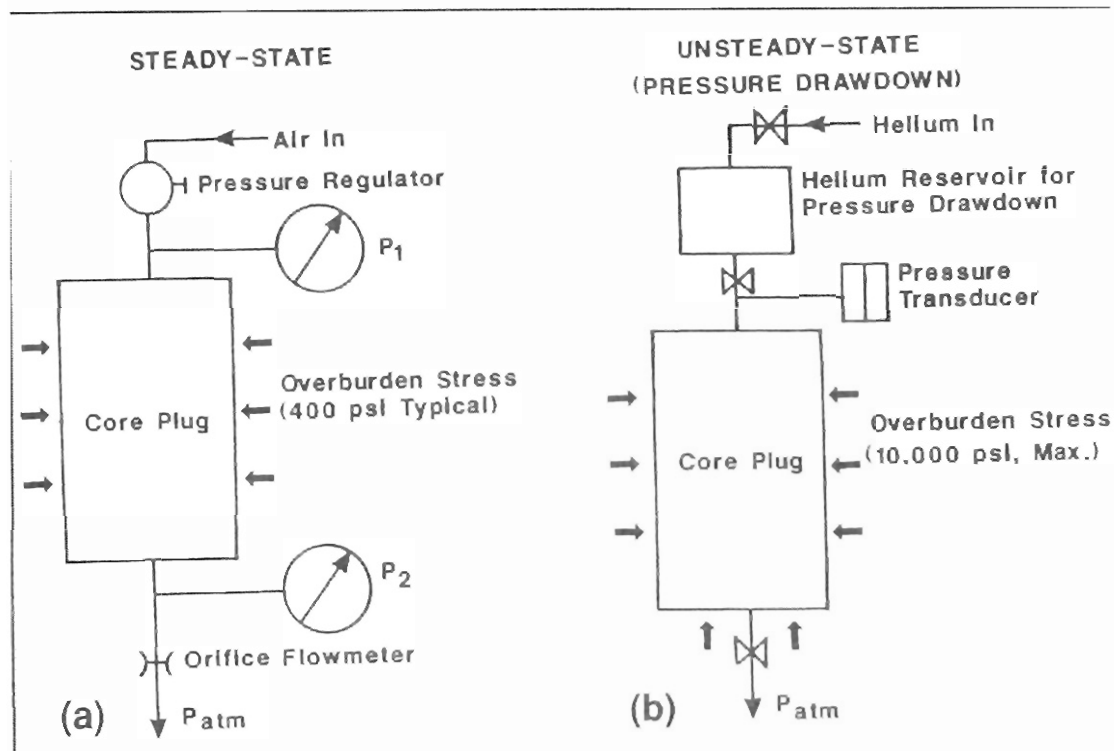 STEADY-STATE
Air In
Pressure Regulator
P1
Overburden Stress
(400 psi Typical)
Core Plug
P2
Orifice Flowmeter
Patm
(a)
UNSTEADY-STATE
(PRESSURE DRAWDOWN)
Helium In
Helium Reservoir for
Pressure Drawdown
Pressure
Transducer
Overburden Stress
(10,000 psi, Max.)
Core Plug
Patm
(b)